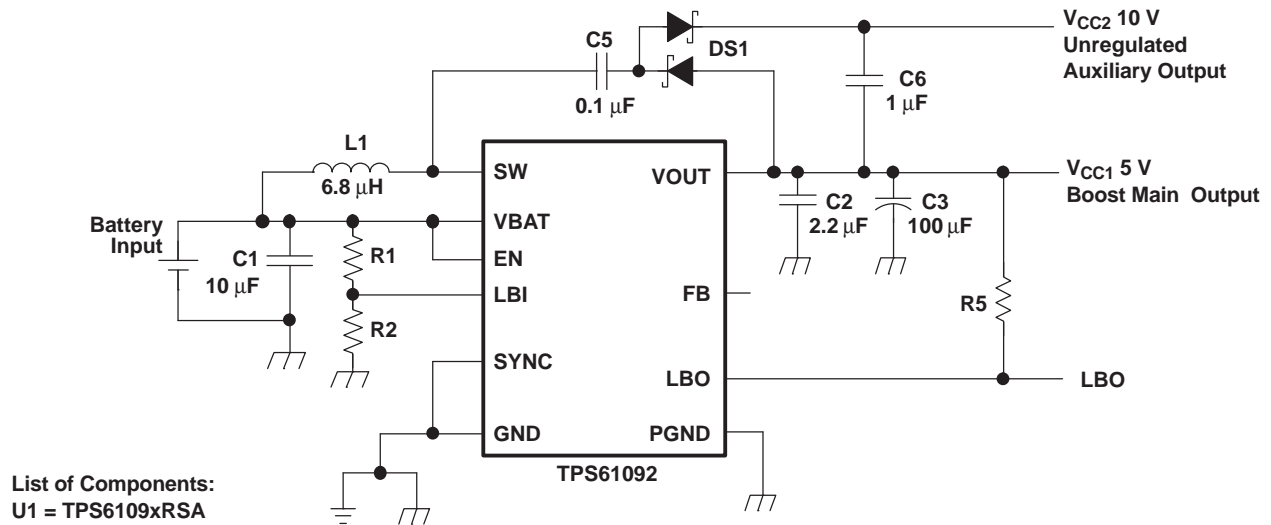 C5
0.1 μF
DS1
C6
1 μF
VCC2 10 V
Unregulated
Auxiliary Output
L1
6.8 μH
SW
VOUT
VCC1 5 V
Boost Main Output
Battery
Input
C1
10 μF
R1
R2
VBAT
EN
LBI
SYNC
GND
FB
LBO
PGND
C2
2.2 μF
C3
100 μF
R5
LBO
TPS61092
List of Components:
U1 = TPS6109xRSA